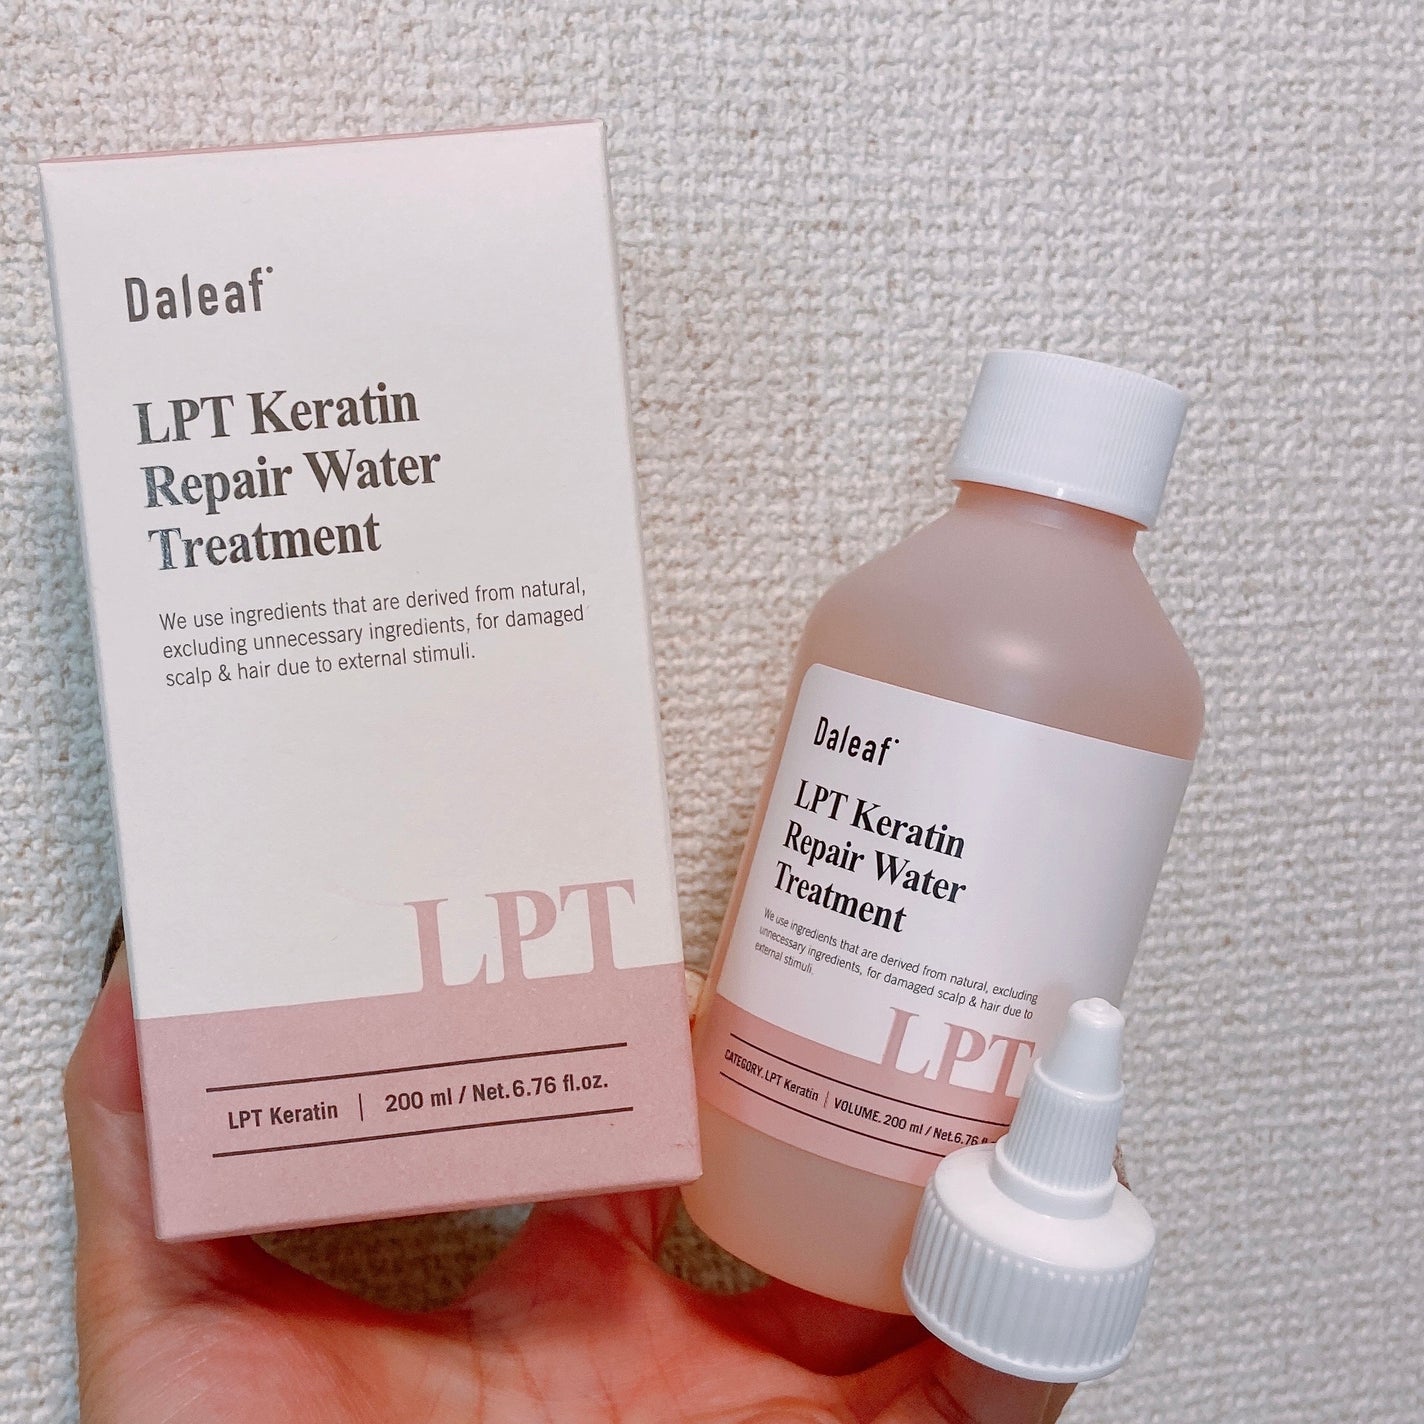 Daleaf
LPT Keratin
Repair Water
Treatment
We use ingredients that are derived from natural,
excluding unnecessary ingredients, for damaged
scalp & hair due to external stimuli.
LPT
LPT Keratin | 200 ml / Net.6.76 fl.oz.
Daleaf
LPT Keratin
Repair Water
Treatment
We use ingredients that are derived from natural, excluding
unnecessary ingredients, for damaged scalp & hair due to
external stimuli.
LPT
CATEGORY. LPT Keratin | VOLUME. 200 ml / Net.6.76